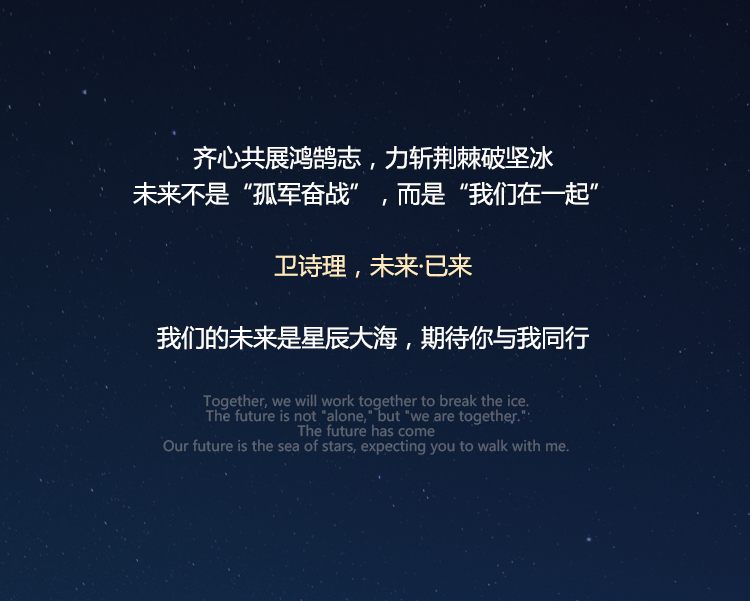 齐心共展鸿鹄志，力斩荆棘破坚冰
未来不是“孤军奋战”，而是“我们在一起”
卫诗理，未来·已来
我们的未来是星辰大海，期待你与我同行
Together, we will work together to break the ice.
The future is not "alone," but "we are together."
The future has come
Our future is the sea of stars, expecting you to walk with me.